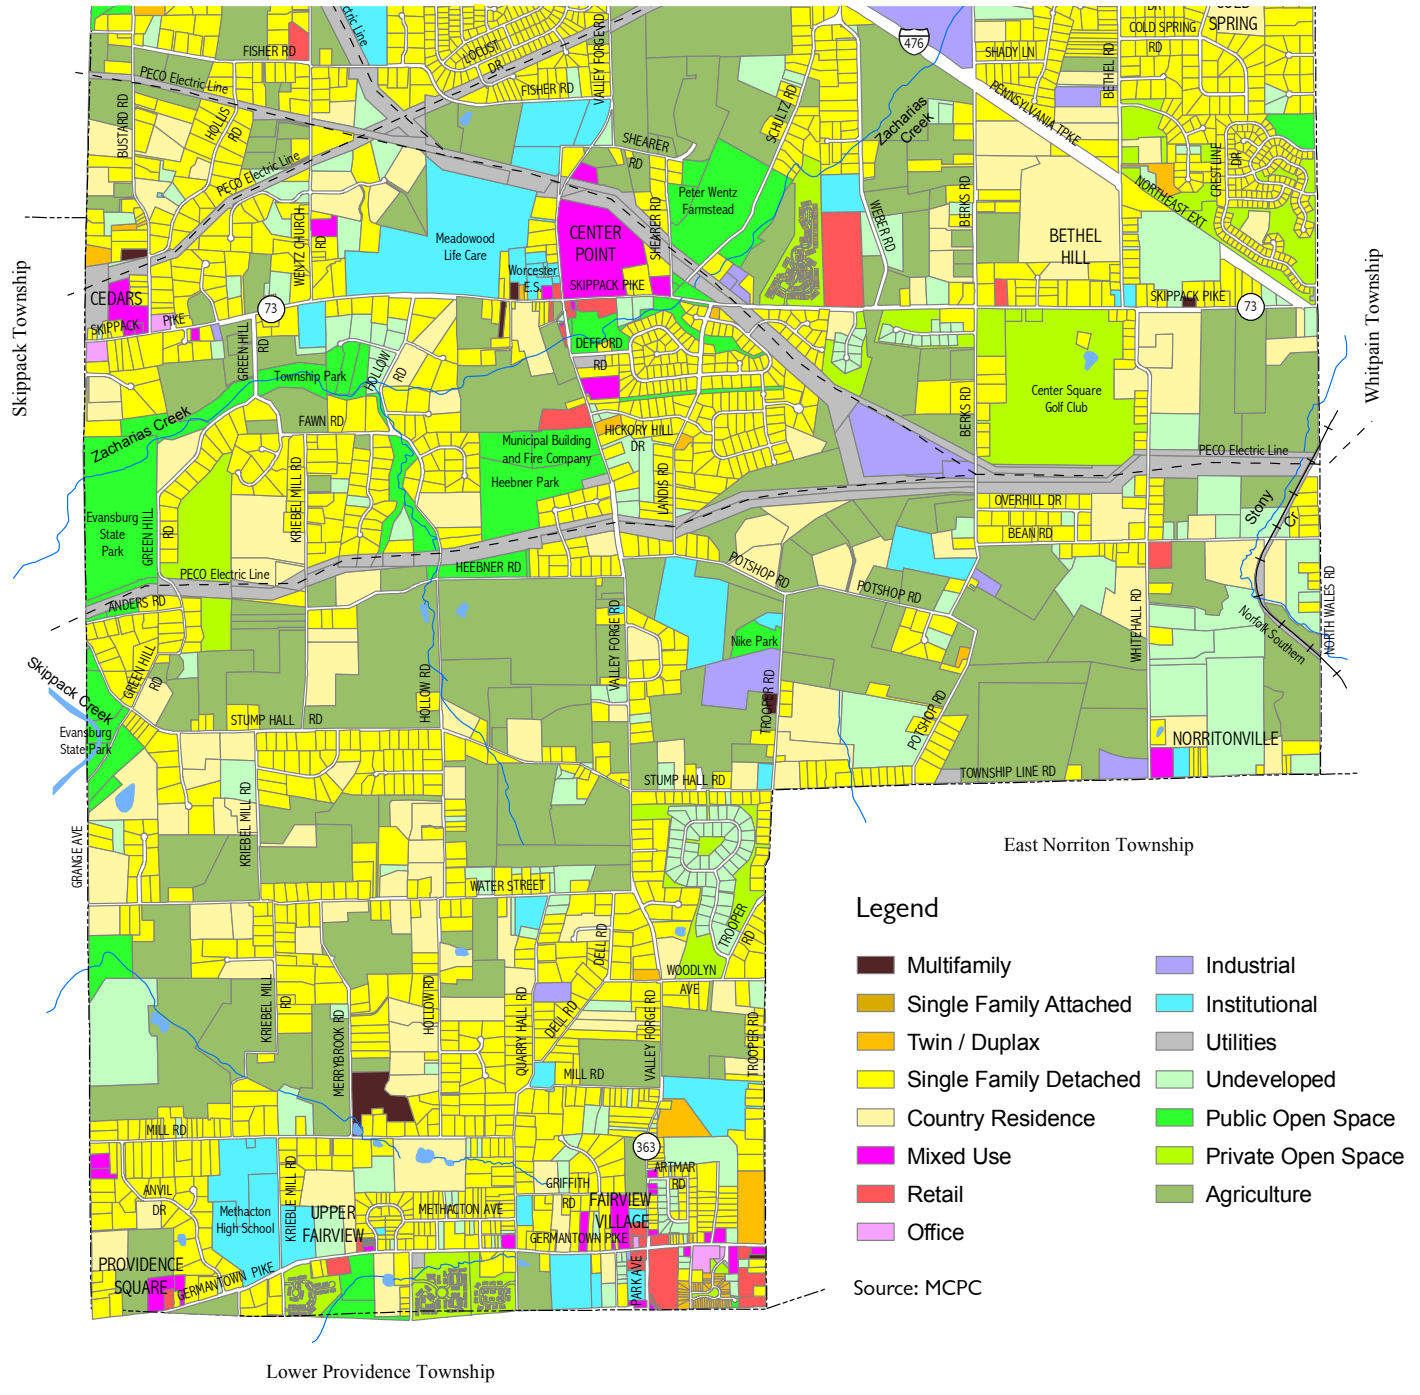 COLD
SPRING
COLD SPRING
RD
DR
ctric Line
FISHER RD
LOCUST
DR
VALLEY FORGE RD
476
SHADY LN
BETHEL RD
PECO Electric Line
FISHER RD
PENNSYLVANIA TPKE
BUSTARD RD
HOLLIS
RD
SHEARER
RD
SCHULTZ RD
Zacharias
Creek
PECO Electric Line
CRESTLINE
DR
NORTHEAST EXT
Peter Wentz
Farmstead
BERKS RD
WEBER RD
WENTZ CHURCH
RD
SHEARER RD
Meadowood
Life Care
CENTER
POINT
BETHEL
HILL
Worcester
E.S.
SKIPPACK PIKE
CEDARS
SKIPPACK
PIKE
73
SKIPPACK PIKE
73
Skippack Township
Whitpain Township
GREEN HILL
RD
DEFFORD
RD
HOLLOW
RD
Township Park
Center Square
Golf Club
BERKS RD
FAWN RD
Zacharias Creek
HICKORY HILL
DR
Municipal Building
and Fire Company
Heebner Park
PECO Electric Line
KRIEBEL MILL RD
LANDIS RD
OVERHILL DR
BEAN RD
Stony
Cr
Evansburg
State
Park
GREEN HILL
RD
PECO Electric Line
HEEBNER RD
POTSHOP RD
POTSHOP RD
ANDERS RD
WHITEHALL RD
NORTH WALES RD
Norfolk Southern
VALLEY FORGE RD
Nike Park
Skippack Creek
GREEN HILL
RD
HOLLOW RD
TROOPER RD
POTSHOP RD
STUMP HALL
RD
Evansburg
State Park
NORRITONVILLE
STUMP HALL RD
TOWNSHIP LINE RD
KRIEBEL MILL RD
GRANGE AVE
East Norriton Township
WATER STREET
TROOPER
RD
DELL RD
WOODLYN
AVE
KRIEBEL MILL
RD
HOLLOW RD
MERRYBROOK RD
QUARRY HALL RD
DELL RD
VALLEY FORGE RD
TROOPER RD
MILL RD
MILL RD
363
ARTMAR
RD
ANVIL
DR
KRIEBLE MILL RD
GRIFFITH
RD
Methacton
High School
UPPER
FAIRVIEW
METHACTON AVE
FAIRVIEW
VILLAGE
GERMANTOWN PIKE
PROVIDENCE
SQUARE
GERMANTOWN PIKE
PARK AVE
Lower Providence Township
Legend
Multifamily
Single Family Attached
Twin / Duplax
Single Family Detached
Country Residence
Mixed Use
Retail
Office
Industrial
Institutional
Utilities
Undeveloped
Public Open Space
Private Open Space
Agriculture
Source: MCPC